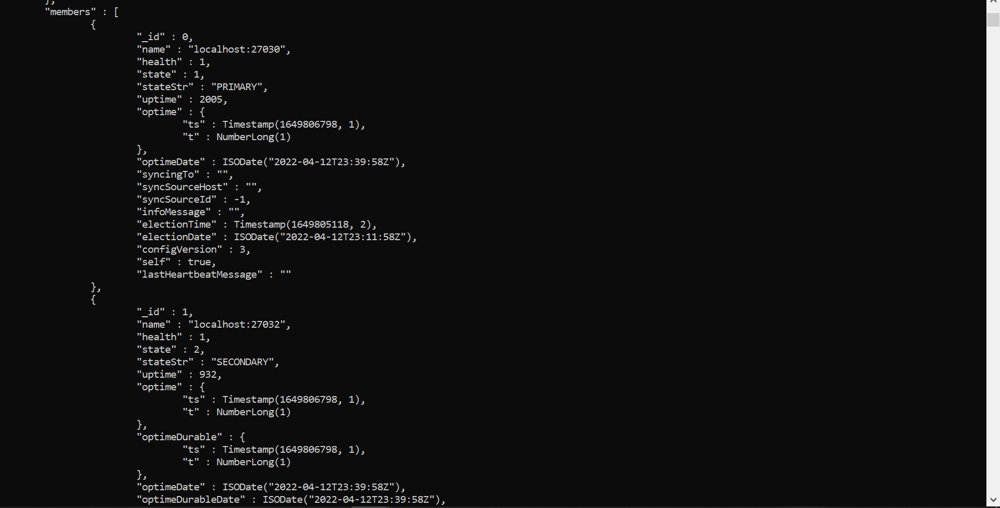 },
"members" : [
{
"_id" : 0,
"name" : "localhost:27030",
"health" : 1,
"state" : 1,
"stateStr" : "PRIMARY",
"uptime" : 2005,
"optime" : {
"ts" : Timestamp(1649806798, 1),
"t" : NumberLong(1)
},
"optimeDate" : ISODate("2022-04-12T23:39:58Z"),
"syncingTo" : "",
"syncSourceHost" : "",
"syncSourceId" : -1,
"infoMessage" : "",
"electionTime" : Timestamp(1649805118, 2),
"electionDate" : ISODate("2022-04-12T23:11:58Z"),
"configVersion" : 3,
"self" : true,
"lastHeartbeatMessage" : ""
},
{
"_id" : 1,
"name" : "localhost:27032",
"health" : 1,
"state" : 2,
"stateStr" : "SECONDARY",
"uptime" : 932,
"optime" : {
"ts" : Timestamp(1649806798, 1),
"t" : NumberLong(1)
},
"optimeDurable" : {
"ts" : Timestamp(1649806798, 1),
"t" : NumberLong(1)
},
"optimeDate" : ISODate("2022-04-12T23:39:58Z"),
"optimeDurableDate" : ISODate("2022-04-12T23:39:58Z"),